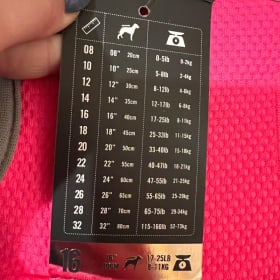 08 08" 20cm 0-5lb 0-2kg
10 10" 25cm 5-8lb 2-4kg
12 12" 30cm 8-12lb
14 14" 35cm 12-17lb 6-8kg
16 16" 40cm 17-25lb 8-11kg
18 18" 45cm 25-33lb 11-15kg
20 20" 50cm 33-40lb 15-18kg
22 22" 55cm 40-47lb 18-21kg
24 24" 60cm 47-55lb 21-25kg
26 26" 65cm 55-65lb 25-29kg
28 28" 70cm 65-75lb 29-34kg
32 32" 80cm 115-160lb 52-73kg
16 16" 40CM 17-25LB 8-11KG